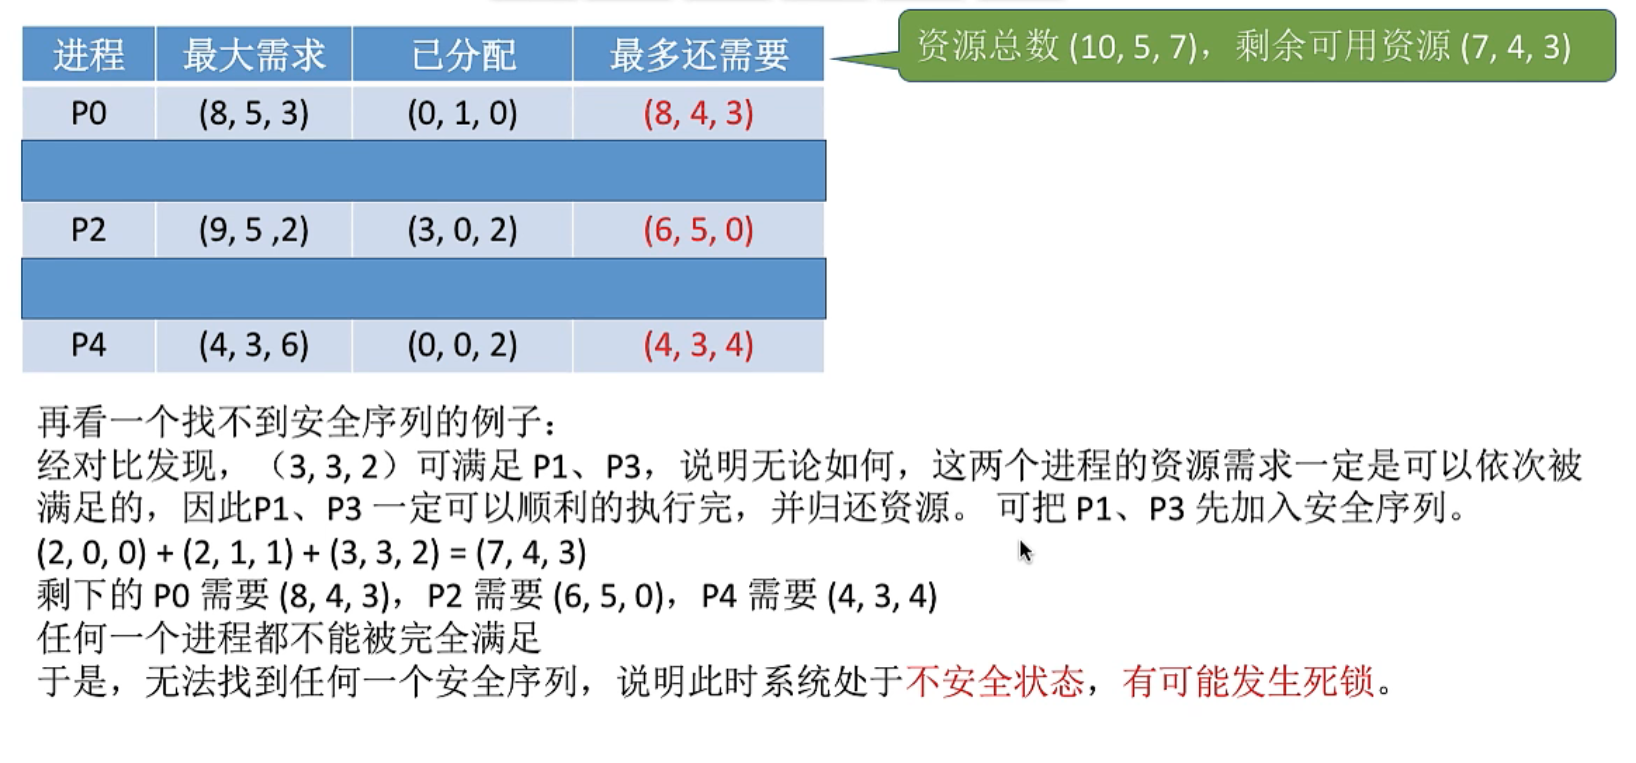 进程 最大需求 已分配 最多还需要
资源总数 (10, 5, 7)，剩余可用资源 (7, 4, 3)
P0 (8, 5, 3) (0, 1, 0) (8, 4, 3)
P2 (9, 5 ,2) (3, 0, 2) (6, 5, 0)
P4 (4, 3, 6) (0, 0, 2) (4, 3, 4)
再看一个找不到安全序列的例子：
经对比发现，（3, 3, 2）可满足 P1、P3，说明无论如何，这两个进程的资源需求一定是可以依次被
满足的，因此P1、P3 一定可以顺利的执行完，并归还资源。 可把 P1、P3 先加入安全序列。
(2, 0, 0) + (2, 1, 1) + (3, 3, 2) = (7, 4, 3)
剩下的 P0 需要 (8, 4, 3)，P2 需要 (6, 5, 0)，P4 需要 (4, 3, 4)
任何一个进程都不能被完全满足
于是，无法找到任何一个安全序列，说明此时系统处于不安全状态，有可能发生死锁。